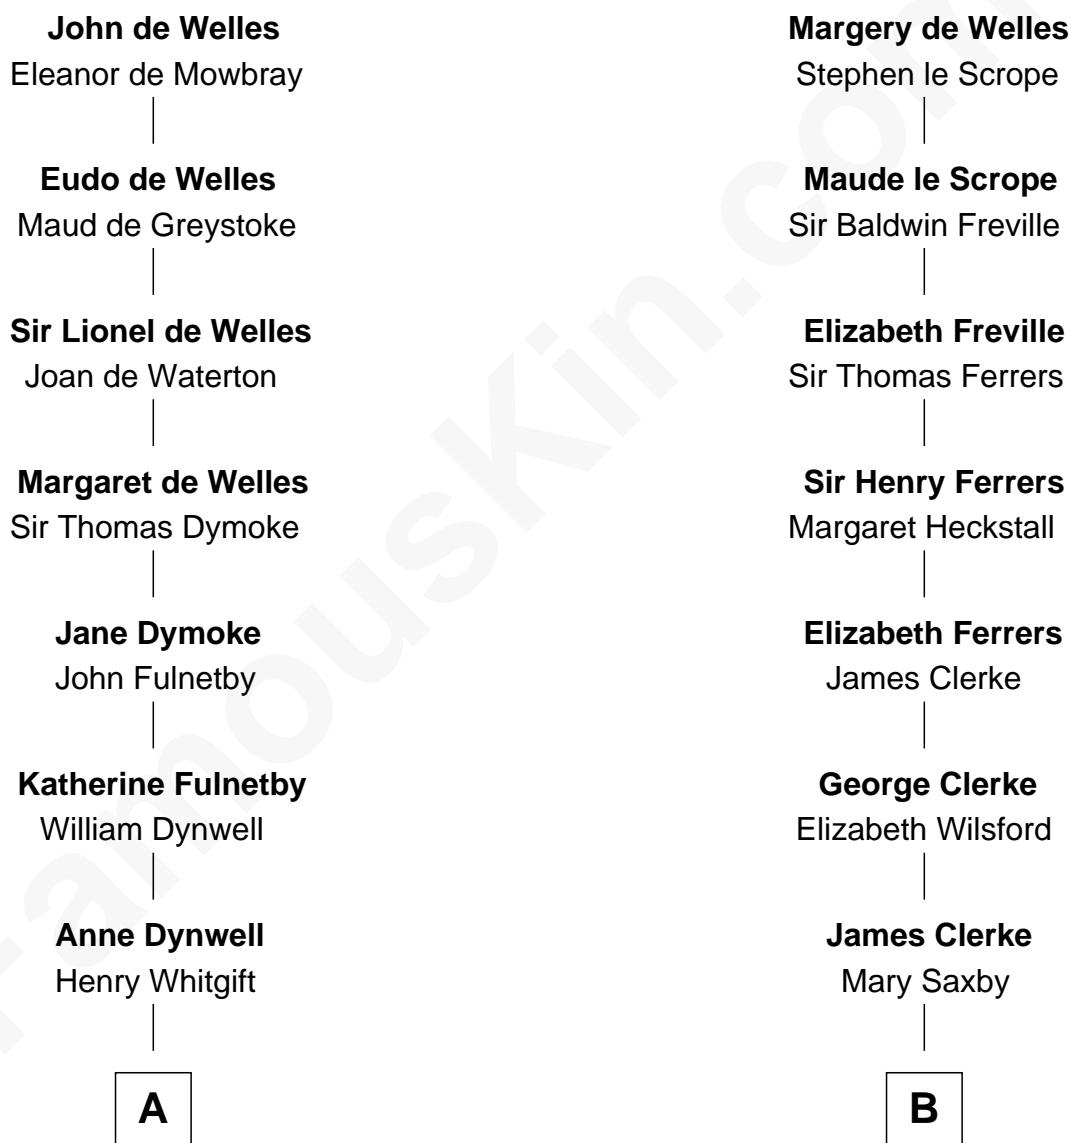 John de Welles
Eleanor de Mowbray
Eudo de Welles
Maud de Greystoke
Sir Lionel de Welles
Joan de Waterton
Margaret de Welles
Sir Thomas Dymoke
Jane Dymoke
John Fulnetby
Katherine Fulnetby
William Dynwell
Anne Dynwell
Henry Whitgift
A
Margery de Welles
Stephen le Scrope
Maude le Scrope
Sir Baldwin Freville
Elizabeth Freville
Sir Thomas Ferrers
Sir Henry Ferrers
Margaret Heckstall
Elizabeth Ferrers
James Clerke
George Clerke
Elizabeth Wilsford
James Clerke
Mary Saxby
B
FamousKin.com